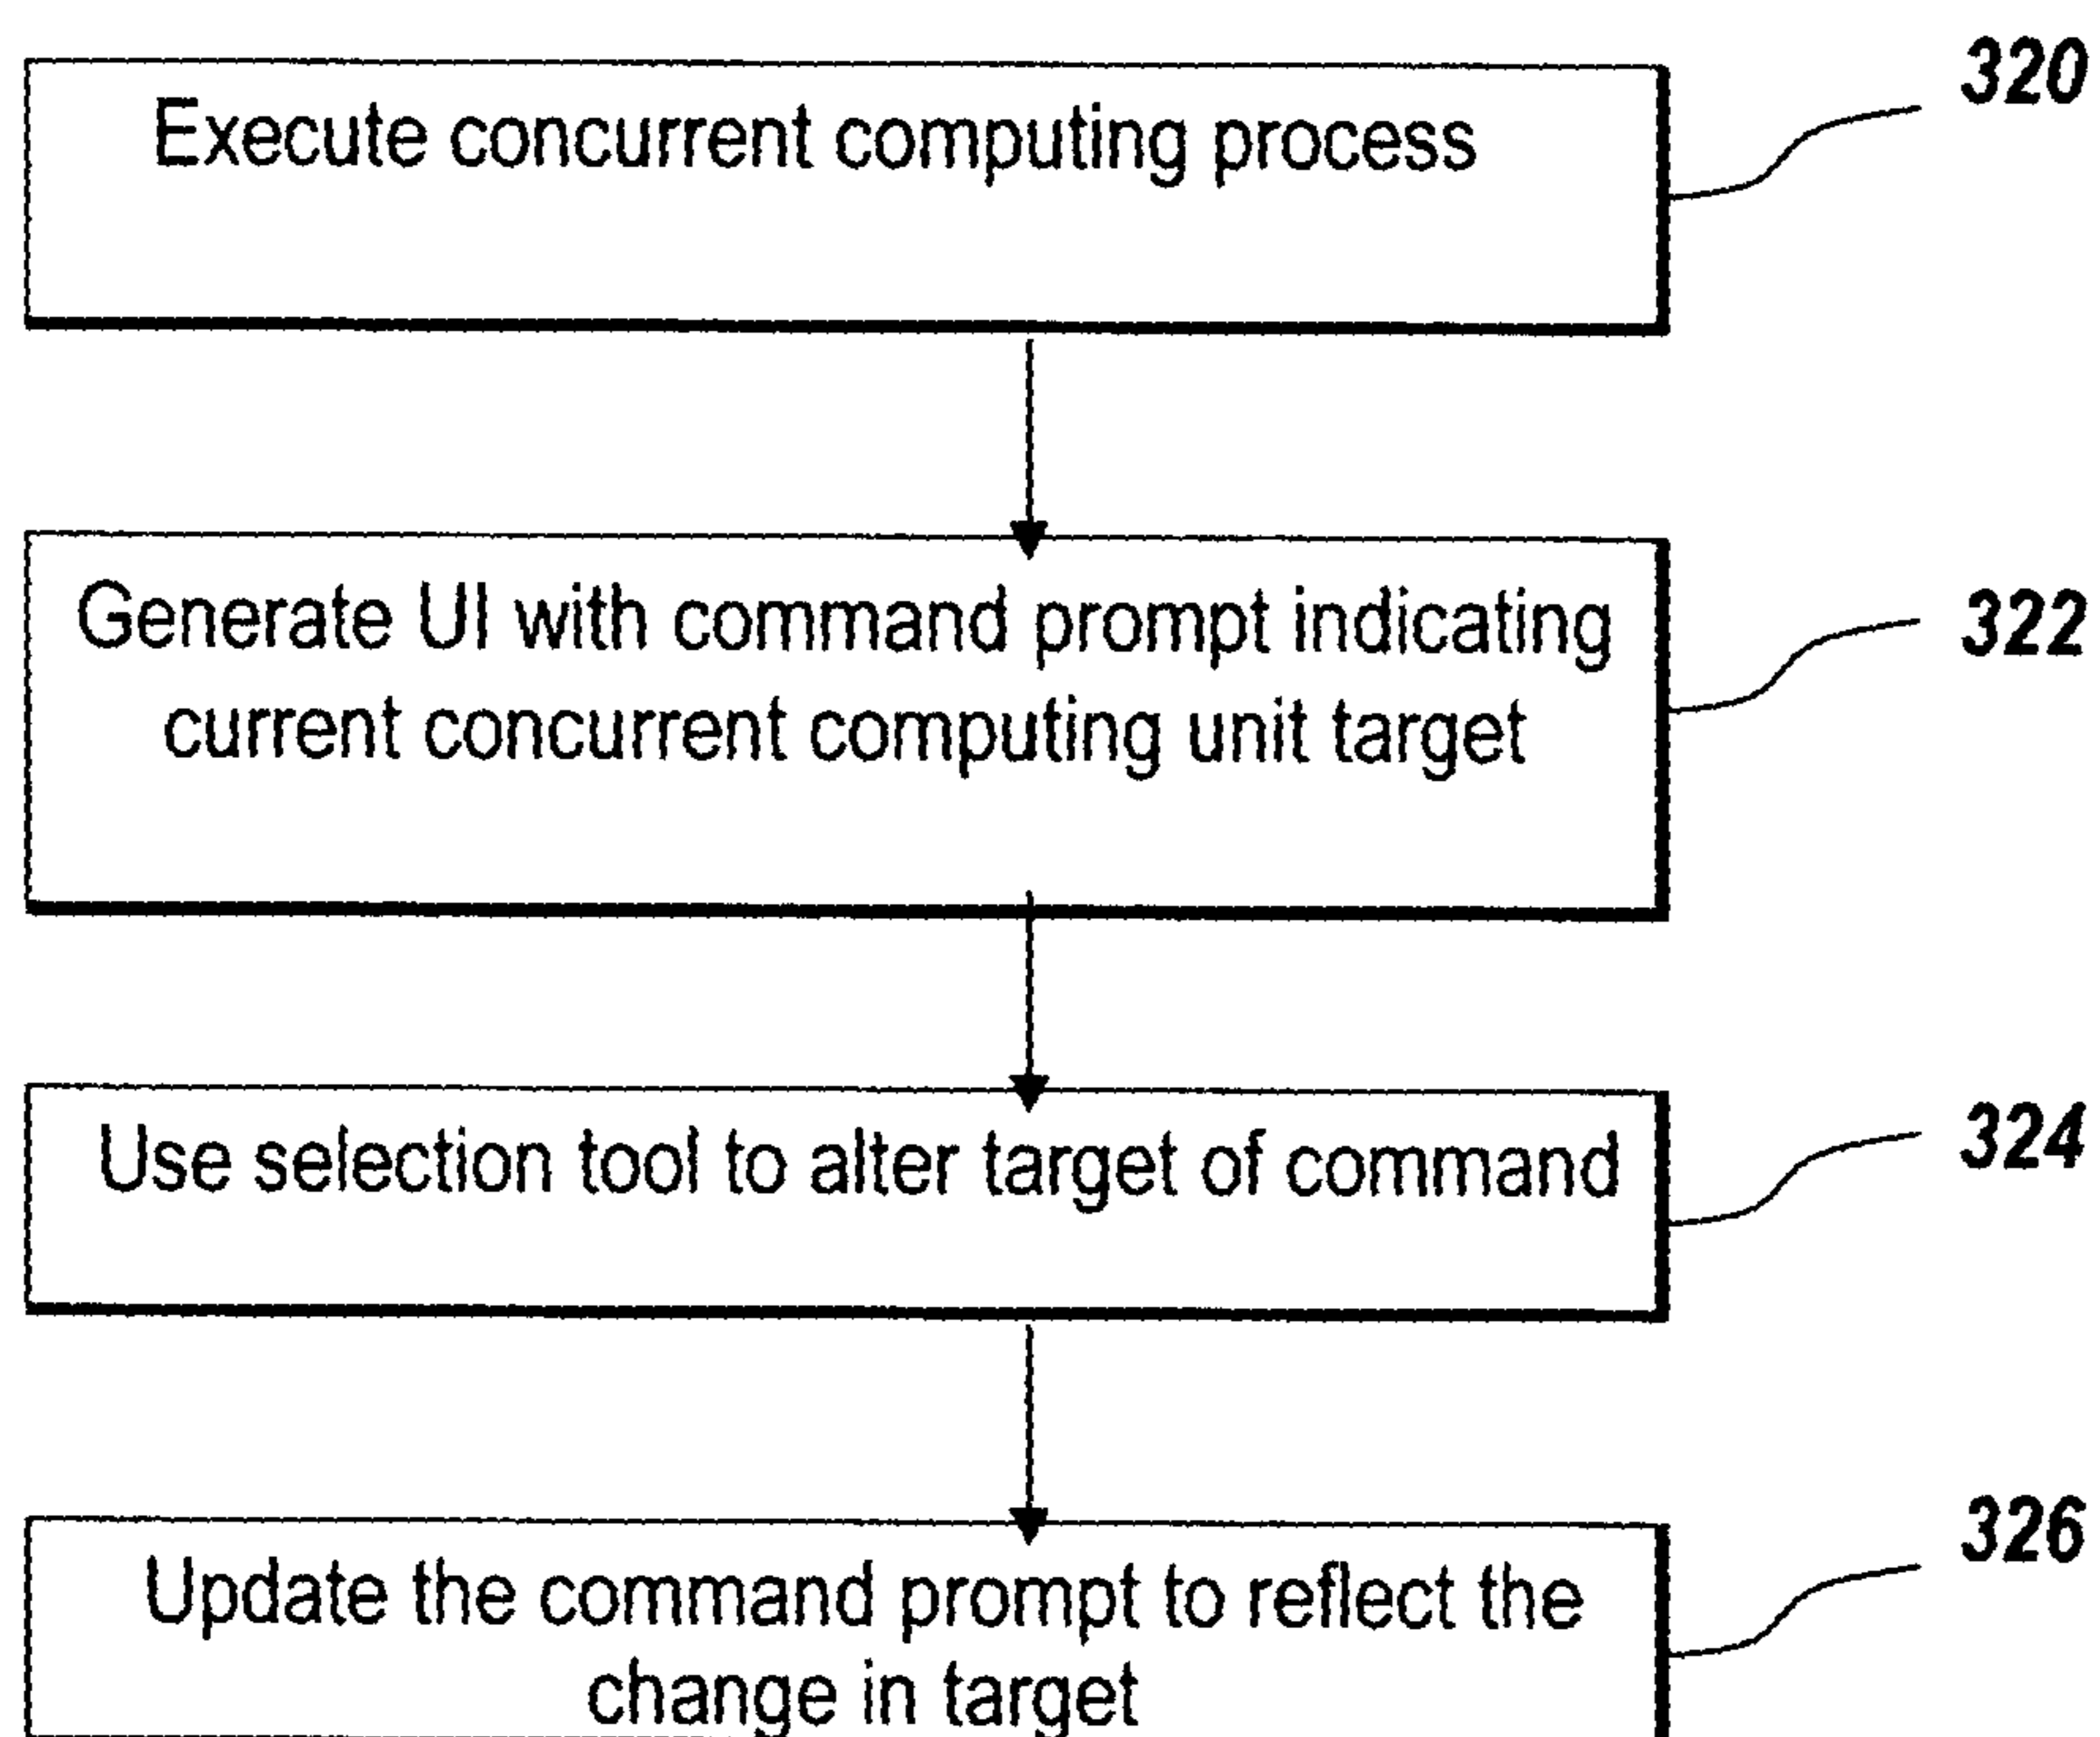 Execute concurrent computing process
320
Generate UI with command prompt indicating
current concurrent computing unit target
322
Use selection tool to alter target of command
324
Update the command prompt to reflect the
change in target
326